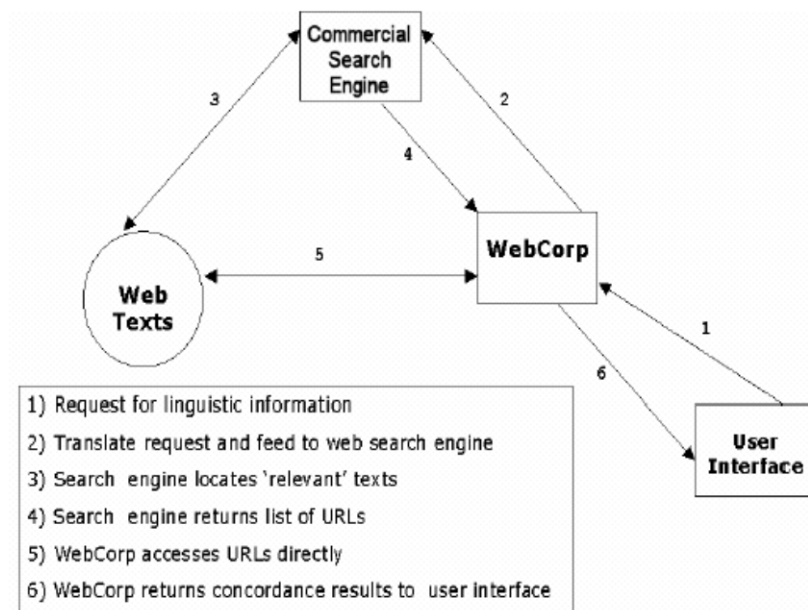 Commercial
Search
Engine
3
2
4
WebCorp
5
Web
Texts
1
6
User
Interface
1) Request for linguistic information
2) Translate request and feed to web search engine
3) Search engine locates ‘relevant’ texts
4) Search engine returns list of URLs
5) WebCorp accesses URLs directly
6) WebCorp returns concordance results to user interface